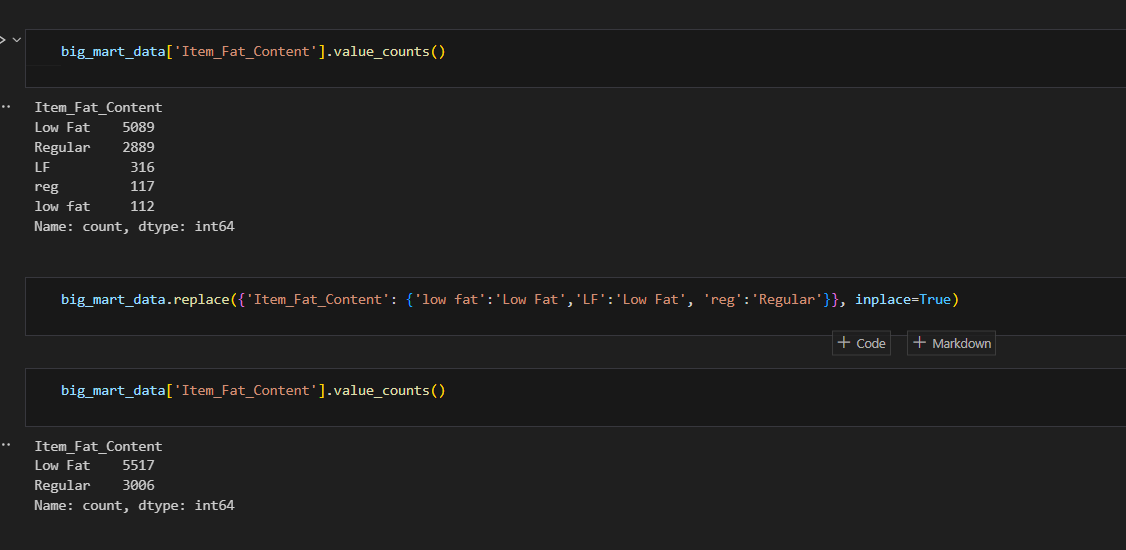 big_mart_data['Item_Fat_Content'].value_counts()
Item_Fat_Content
Low Fat    5089
Regular    2889
LF          316
reg         117
low fat     112
Name: count, dtype: int64
big_mart_data.replace({'Item_Fat_Content': {'low fat':'Low Fat','LF':'Low Fat', 'reg':'Regular'}}, inplace=True)
+ Code + Markdown
big_mart_data['Item_Fat_Content'].value_counts()
Item_Fat_Content
Low Fat    5517
Regular    3006
Name: count, dtype: int64